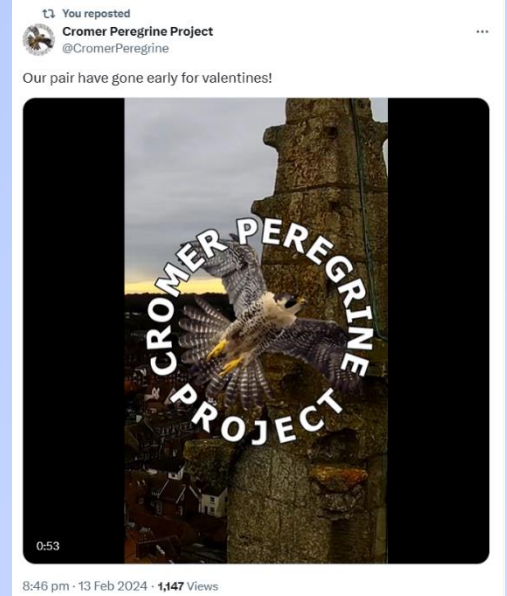 You reposted
Cromer Peregrine Project
@CromerPeregrine
Our pair have gone early for valentines!
CROMER PEREGRINE
PROJECT
0:53
8:46 pm · 13 Feb 2024 · 1,147 Views